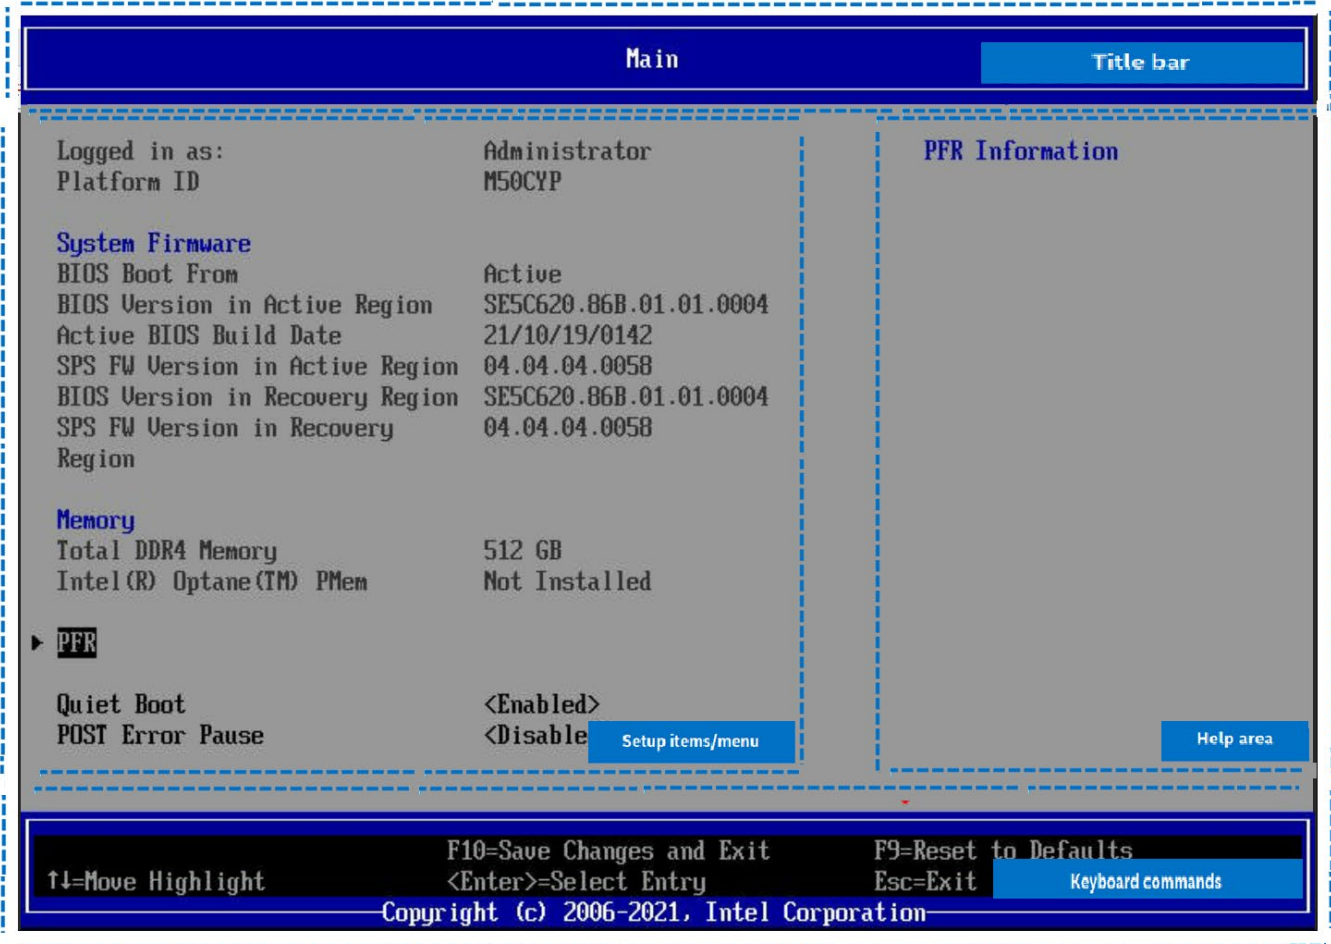 Main
Title bar
Logged in as: Administrator PFR Information
Platform ID M50CYP
System Firmware
BIOS Boot From Active
BIOS Version in Active Region SE5C620.86B.01.01.0004
Active BIOS Build Date 21/10/19/0142
SPS FW Version in Active Region 04.04.04.0058
BIOS Version in Recovery Region SE5C620.86B.01.01.0004
SPS FW Version in Recovery 04.04.04.0058
Region
Memory
Total DDR4 Memory 512 GB
Intel(R) Optane(TM) PMem Not Installed
PFR
Quiet Boot <Enabled>
POST Error Pause <Disable
Setup items/menu
Help area
F10=Save Changes and Exit F9=Reset to Defaults
↑↓=Move Highlight <Enter>=Select Entry Esc=Exit
Keyboard commands
Copyright (c) 2006-2021, Intel Corporation